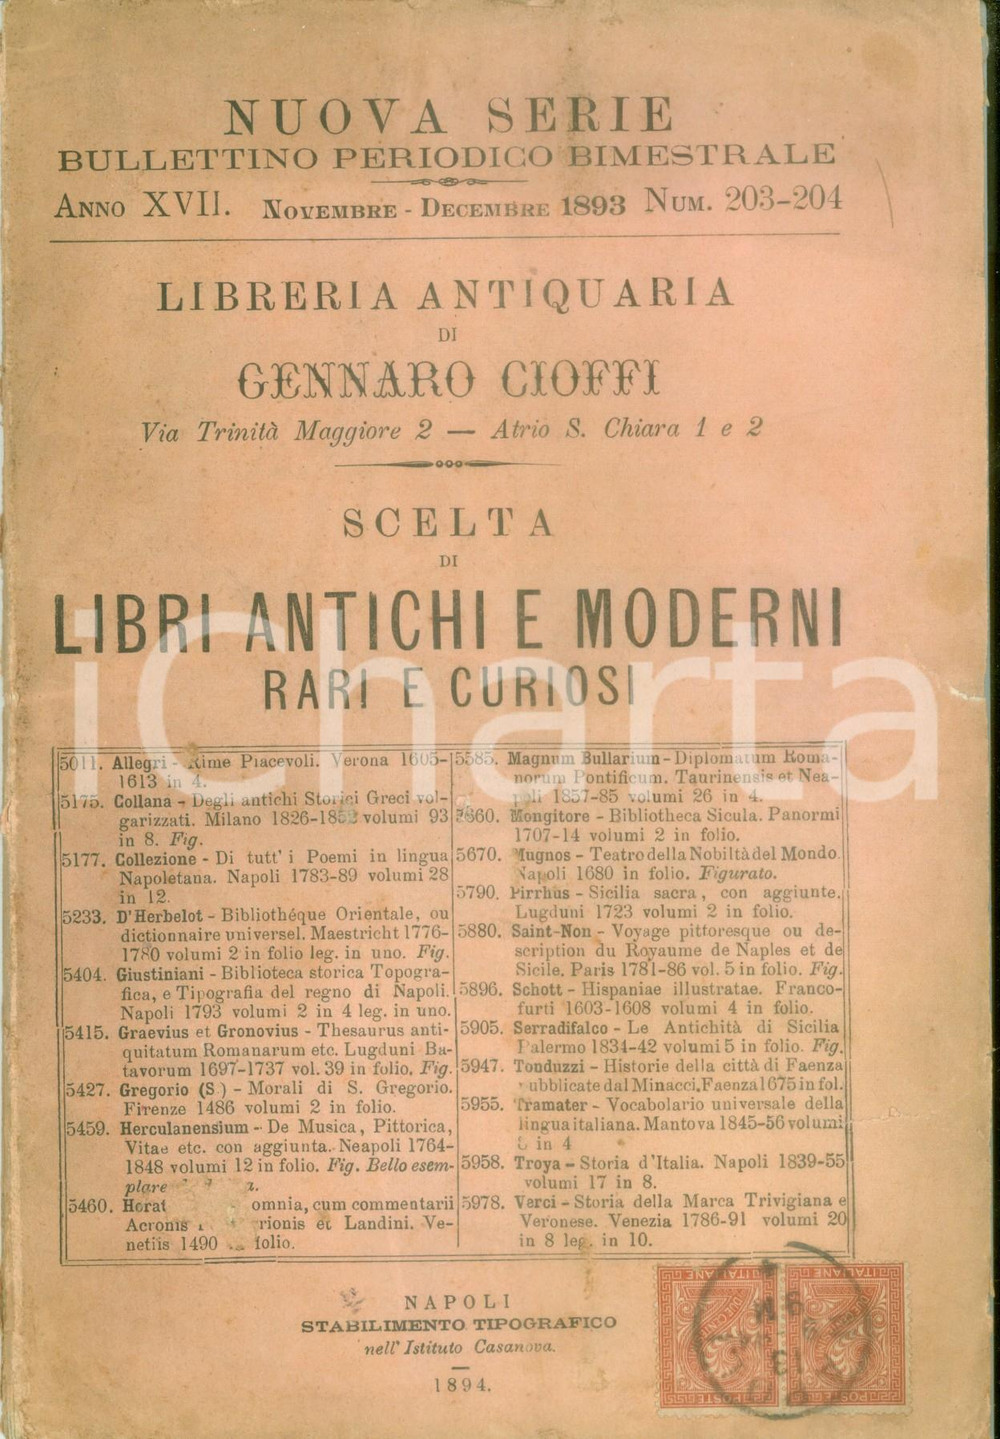 NUOVA SERIE
BULLETTINO PERIODICO BIMESTRALE
ANNO XVII. NOVEMBRE - DECEMBRE 1893 NUM. 203-204
LIBRERIA ANTIQUARIA
DI
GENNARO CIOFFI
Via Trinità Maggiore 2 — Atrio S. Chiara 1 e 2
SCELTA
DI
LIBRI ANTICHI E MODERNI
RARI E CURIOSI
iCharta
5011. Allegri - Rime Piacevoli. Verona 1605-
1613 in 4.
5175. Collana - Degli antichi Storici Greci vol-
garizzati. Milano 1826-1852 volumi 93
in 8. Fig.
5177. Collezione - Di tutt' i Poemi in lingua
Napoletana. Napoli 1783-89 volumi 28
in 12.
5233. D'Herbelot - Bibliothéque Orientale, ou
dictionnaire universel. Maestricht 1776-
1780 volumi 2 in folio leg. in uno. Fig.
5404. Giustiniani - Biblioteca storica Topogra-
fica, e Tipografia del regno di Napoli.
Napoli 1793 volumi 2 in 4 leg. in uno.
5415. Graevius et Gronovius - Thesaurus anti-
quitatum Romanarum etc. Lugduni Ba-
tavorum 1697-1737 vol. 39 in folio. Fig.
5427. Gregorio (S.) - Morali di S. Gregorio.
Firenze 1486 volumi 2 in folio.
5459. Herculanensium - De Musica, Pittorica,
Vitae etc. con aggiunta. Neapoli 1764-
1848 volumi 12 in folio. Fig. Bello esem-
plare
5460. Horat omnia, cum commentarii
Acronis rionis et Landini. Ve-
netiis 1490 folio.
5585. Magnum Bullarium - Diplomatum Roma-
norum Pontificum. Taurinensis et Nea-
poli 1857-85 volumi 26 in 4.
5660. Mongitore - Bibliotheca Sicula. Panormi
1707-14 volumi 2 in folio.
5670. Mugnos - Teatro della Nobiltà del Mondo.
Napoli 1680 in folio. Figurato.
5790. Pirrhus - Sicilia sacra, con aggiunte.
Lugduni 1723 volumi 2 in folio.
5880. Saint-Non - Voyage pittoresque ou de-
scription du Royaume de Naples et de
Sicile. Paris 1781-86 vol. 5 in folio. Fig.
5896. Schott - Hispaniae illustratae. Franco-
furti 1603-1608 volumi 4 in folio.
5905. Serradifalco - Le Antichità di Sicilia
Palermo 1834-42 volumi 5 in folio. Fig.
5947. Tonduzzi - Historie della città di Faenza
pubblicate dal Minacci. Faenza 1675 in fol.
5955. Tramater - Vocabolario universale della
lingua italiana. Mantova 1845-56 volumi
8 in 4
5958. Troya - Storia d'Italia. Napoli 1839-55
volumi 17 in 8.
5978. Verci - Storia della Marca Trivigiana e
Veronese. Venezia 1786-91 volumi 20
in 8 leg. in 10.
NAPOLI
STABILIMENTO TIPOGRAFICO
nell' Istituto Casanova.
1894.